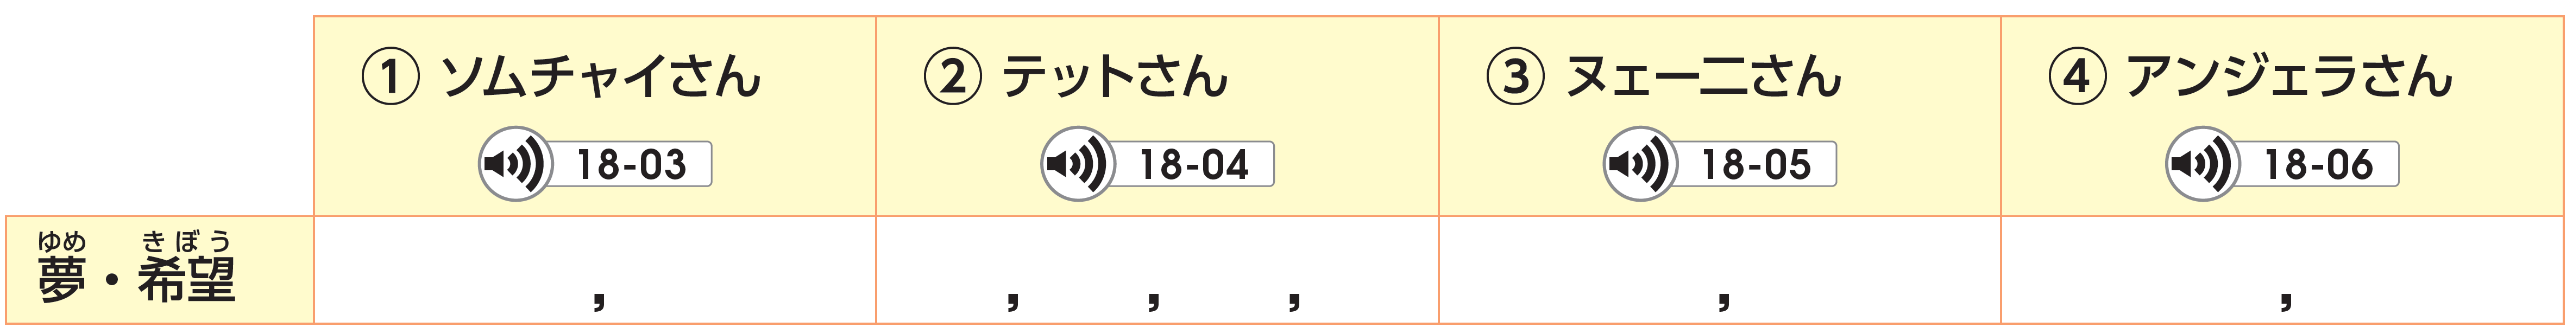 ① ソムチャイさん
18-03
② テットさん
18-04
③ ヌェーニさん
18-05
④ アンジェラさん
18-06
ゆめ きぼう
夢・希望
,
, , ,
,
,